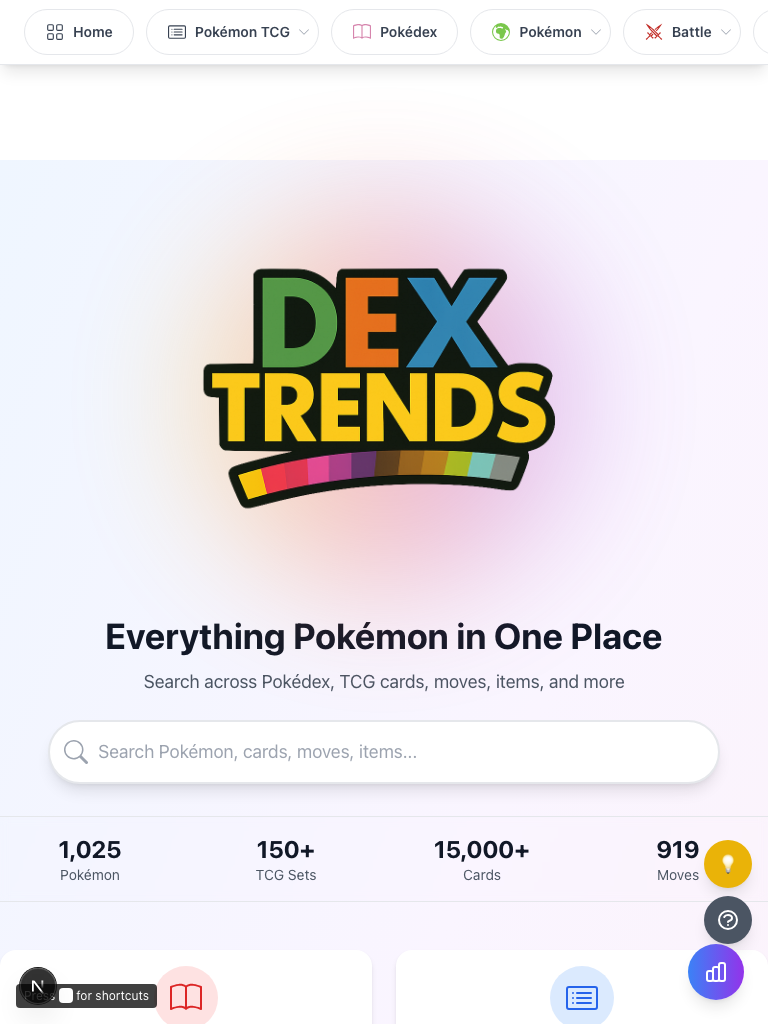 Home
Pokémon TCG
Pokédex
Pokémon
Battle
DEX
TRENDS
Everything Pokémon in One Place
Search across Pokédex, TCG cards, moves, items, and more
Search Pokémon, cards, moves, items...
1,025
Pokémon
150+
TCG Sets
15,000+
Cards
919
Moves
N
Press for shortcuts